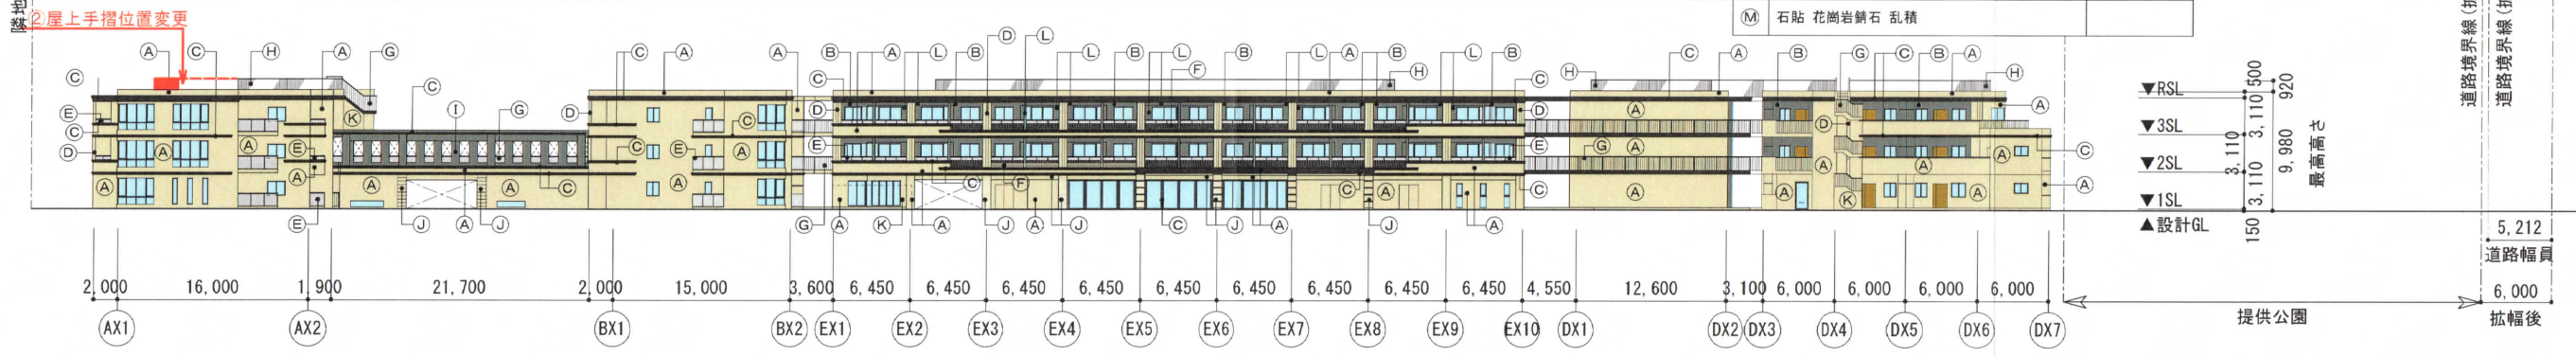 隣地
②屋上手摺位置変更
Ⓜ 石貼 花崗岩錆石 乱積
道路境界線(拡
道路境界線(拡
Ⓐ Ⓒ Ⓗ Ⓐ Ⓖ Ⓒ Ⓐ Ⓐ Ⓑ Ⓐ Ⓛ Ⓑ Ⓓ Ⓛ Ⓛ Ⓑ Ⓛ Ⓑ Ⓛ Ⓐ Ⓑ Ⓛ Ⓑ Ⓒ Ⓐ Ⓑ Ⓖ Ⓒ Ⓑ Ⓐ
Ⓕ
Ⓒ Ⓒ Ⓗ Ⓗ Ⓒ Ⓗ
Ⓒ Ⓘ Ⓖ
Ⓔ Ⓚ Ⓓ Ⓓ Ⓓ Ⓐ Ⓓ Ⓐ
Ⓒ Ⓐ Ⓐ Ⓒ Ⓐ
Ⓓ Ⓐ Ⓔ Ⓒ Ⓔ Ⓐ Ⓔ Ⓔ Ⓖ Ⓐ Ⓐ Ⓐ Ⓐ Ⓒ
Ⓐ Ⓐ Ⓐ Ⓐ Ⓒ Ⓐ Ⓒ Ⓕ Ⓒ Ⓐ Ⓒ Ⓐ Ⓐ Ⓚ Ⓐ Ⓐ
Ⓔ Ⓙ Ⓐ Ⓙ Ⓖ Ⓐ Ⓚ Ⓐ Ⓙ Ⓐ Ⓙ Ⓒ Ⓙ Ⓐ Ⓙ Ⓐ
▼RSL
▼3SL
▼2SL
▼1SL
▲設計GL
500
3,110
3,110
3,110
150
920
9,980
最高高さ
5,212
道路幅員
2,000 16,000 1,900 21,700 2,000 15,000 3,600 6,450 6,450 6,450 6,450 6,450 6,450 6,450 6,450 6,450 4,550 12,600 3,100 6,000 6,000 6,000 6,000
6,000
AX1 AX2 BX1 BX2 EX1 EX2 EX3 EX4 EX5 EX6 EX7 EX8 EX9 EX10 DX1 DX2 DX3 DX4 DX5 DX6 DX7
提供公園
拡幅後